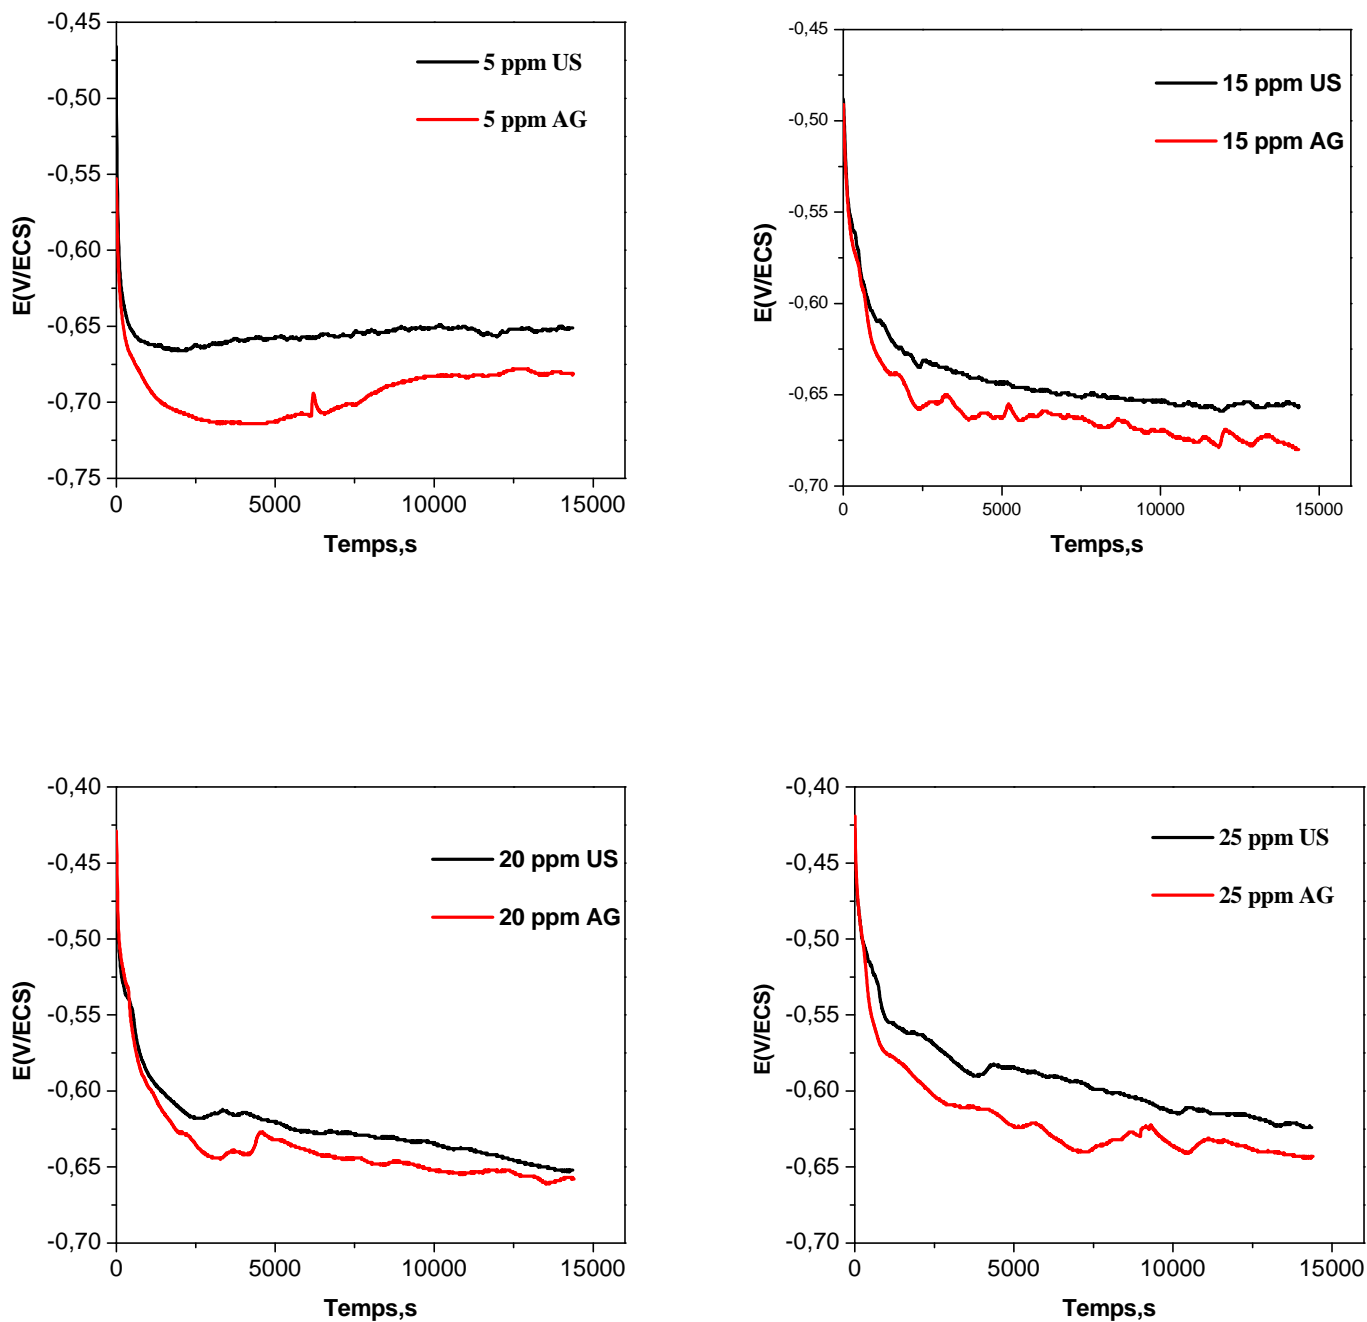 -0,45
-0,50
-0,55
-0,60
-0,65
-0,70
-0,75
0
5000
10000
15000
E(V/ECS)
Temps,s
5 ppm US
5 ppm AG
-0,45
-0,50
-0,55
-0,60
-0,65
-0,70
0
5000
10000
15000
E(V/ECS)
Temps,s
15 ppm US
15 ppm AG
-0,40
-0,45
-0,50
-0,55
-0,60
-0,65
-0,70
0
5000
10000
15000
E(V/ECS)
Temps,s
20 ppm US
20 ppm AG
-0,40
-0,45
-0,50
-0,55
-0,60
-0,65
-0,70
0
5000
10000
15000
E(V/ECS)
Temps,s
25 ppm US
25 ppm AG